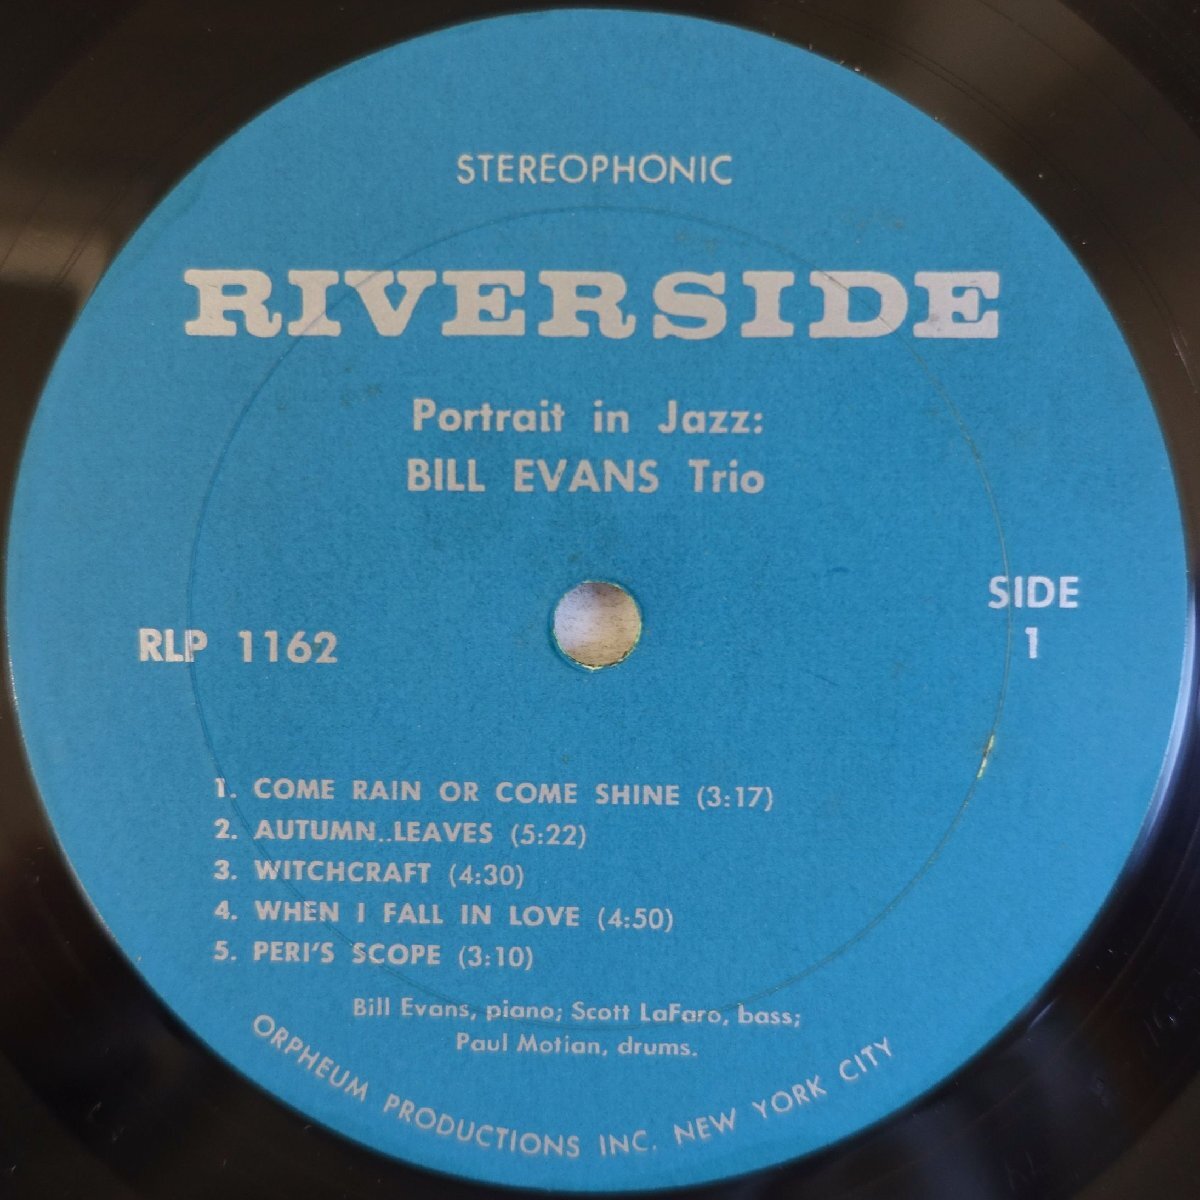 STEREOPHONIC
RIVERSIDE
Portrait in Jazz:
BILL EVANS Trio
SIDE
1
RLP 1162
1. COME RAIN OR COME SHINE (3:17)
2. AUTUMN..LEAVES (5:22)
3. WITCHCRAFT (4:30)
4. WHEN I FALL IN LOVE (4:50)
5. PERI'S SCOPE (3:10)
Bill Evans, piano; Scott LaFaro, bass;
Paul Motian, drums.
ORPHEUM PRODUCTIONS INC. NEW YORK CITY